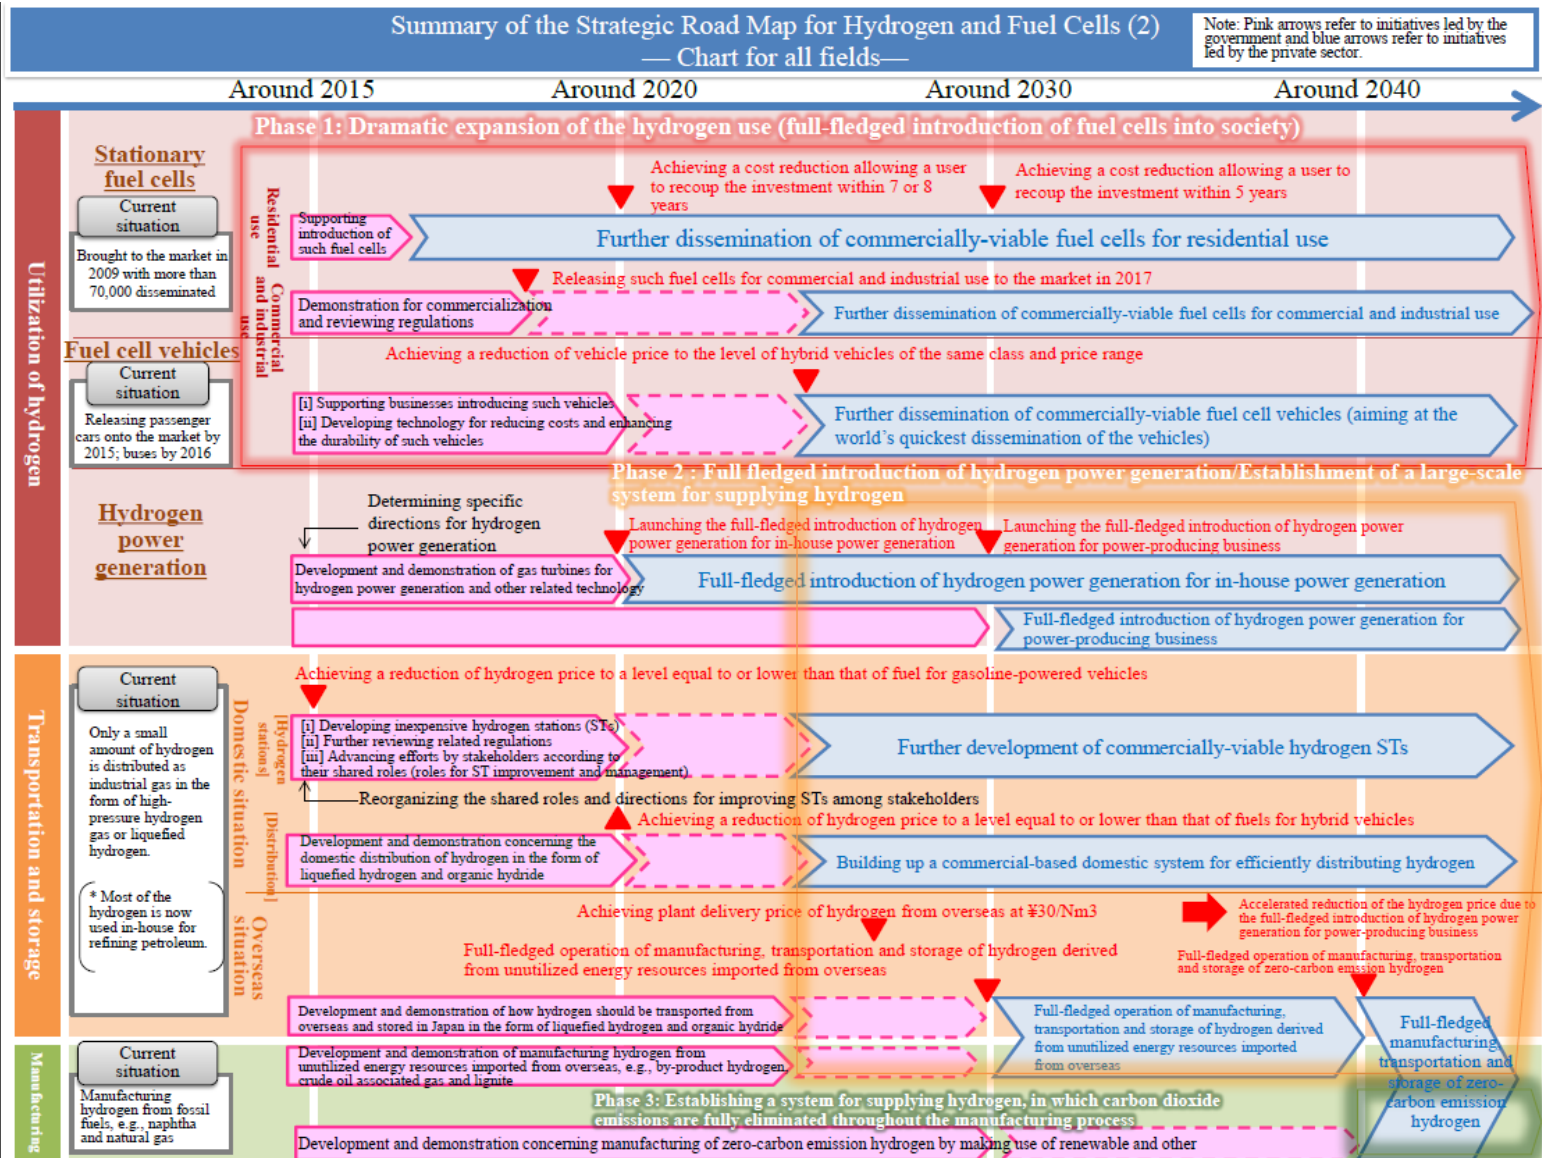 Summary of the Strategic Road Map for Hydrogen and Fuel Cells (2)
— Chart for all fields—
Note: Pink arrows refer to initiatives led by the
government and blue arrows refer to initiatives
led by the private sector.
Around 2015
Around 2020
Around 2030
Around 2040
Utilization of hydrogen
Phase 1: Dramatic expansion of the hydrogen use (full-fledged introduction of fuel cells into society)
Stationary
fuel cells
Current
situation
Brought to the market in
2009 with more than
70,000 disseminated
Residential
use
Achieving a cost reduction allowing a user
to recoup the investment within 7 or 8
years
Achieving a cost reduction allowing a user to
recoup the investment within 5 years
Supporting
introduction of
such fuel cells
Further dissemination of commercially-viable fuel cells for residential use
Commercial
and industrial
use
Releasing such fuel cells for commercial and industrial use to the market in 2017
Demonstration for commercialization
and reviewing regulations
Further dissemination of commercially-viable fuel cells for commercial and industrial use
Fuel cell vehicles
Current
situation
Releasing passenger
cars onto the market by
2015; buses by 2016
Achieving a reduction of vehicle price to the level of hybrid vehicles of the same class and price range
[i] Supporting businesses introducing such vehicles
[ii] Developing technology for reducing costs and enhancing
the durability of such vehicles
Further dissemination of commercially-viable fuel cell vehicles (aiming at the
world's quickest dissemination of the vehicles)
Phase 2 : Full fledged introduction of hydrogen power generation/Establishment of a large-scale
system for supplying hydrogen
Hydrogen
power
generation
Determining specific
directions for hydrogen
power generation
Launching the full-fledged introduction of hydrogen
power generation for in-house power generation
Launching the full-fledged introduction of hydrogen power
generation for power-producing business
Development and demonstration of gas turbines for
hydrogen power generation and other related technology
Full-fledged introduction of hydrogen power generation for in-house power generation
Full-fledged introduction of hydrogen power generation for
power-producing business
Transportation and storage
Current
situation
Only a small
amount of hydrogen
is distributed as
industrial gas in the
form of high-
pressure hydrogen
gas or liquefied
hydrogen.
* Most of the
hydrogen is now
used in-house for
refining petroleum.
Domestic situation
[Hydrogen
stations]
Achieving a reduction of hydrogen price to a level equal to or lower than that of fuel for gasoline-powered vehicles
[i] Developing inexpensive hydrogen stations (STs)
[ii] Further reviewing related regulations
[iii] Advancing efforts by stakeholders according to
their shared roles (roles for ST improvement and management)
Further development of commercially-viable hydrogen STs
Reorganizing the shared roles and directions for improving STs among stakeholders
[Distribution]
Achieving a reduction of hydrogen price to a level equal to or lower than that of fuels for hybrid vehicles
Development and demonstration concerning the
domestic distribution of hydrogen in the form of
liquefied hydrogen and organic hydride
Building up a commercial-based domestic system for efficiently distributing hydrogen
Overseas
situation
Achieving plant delivery price of hydrogen from overseas at ¥30/Nm3
Accelerated reduction of the hydrogen price due to
the full-fledged introduction of hydrogen power
generation for power-producing business
Full-fledged operation of manufacturing, transportation and storage of hydrogen derived
from unutilized energy resources imported from overseas
Full-fledged operation of manufacturing, transportation
and storage of zero-carbon emssion hydrogen
Development and demonstration of how hydrogen should be transported from
overseas and stored in Japan in the form of liquefied hydrogen and organic hydride
Full-fledged operation of manufacturing,
transportation and storage of hydrogen derived
from unutilized energy resources imported
from overseas
Full-fledged
manufacturing,
transportation and
storage of zero-
carbon emission
hydrogen
Manufacturing
Current
situation
Manufacturing
hydrogen from fossil
fuels, e.g., naphtha
and natural gas
Development and demonstration of manufacturing hydrogen from
unutilized energy resources imported from overseas, e.g., by-product hydrogen,
crude oil associated gas and lignite
Phase 3: Establishing a system for supplying hydrogen, in which carbon dioxide
emissions are fully eliminated throughout the manufacturing process
Development and demonstration concerning manufacturing of zero-carbon emission hydrogen by making use of renewable and other